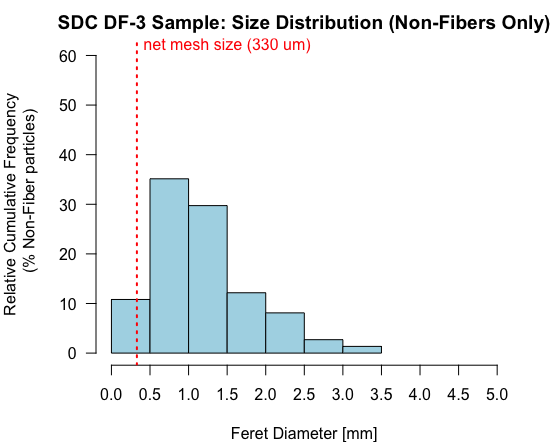 SDC DF-3 Sample: Size Distribution (Non-Fibers Only)
net mesh size (330 um)
Relative Cumulative Frequency
(% Non-Fiber particles)
60
50
40
30
20
10
0
0.0 0.5 1.0 1.5 2.0 2.5 3.0 3.5 4.0 4.5 5.0
Feret Diameter [mm]